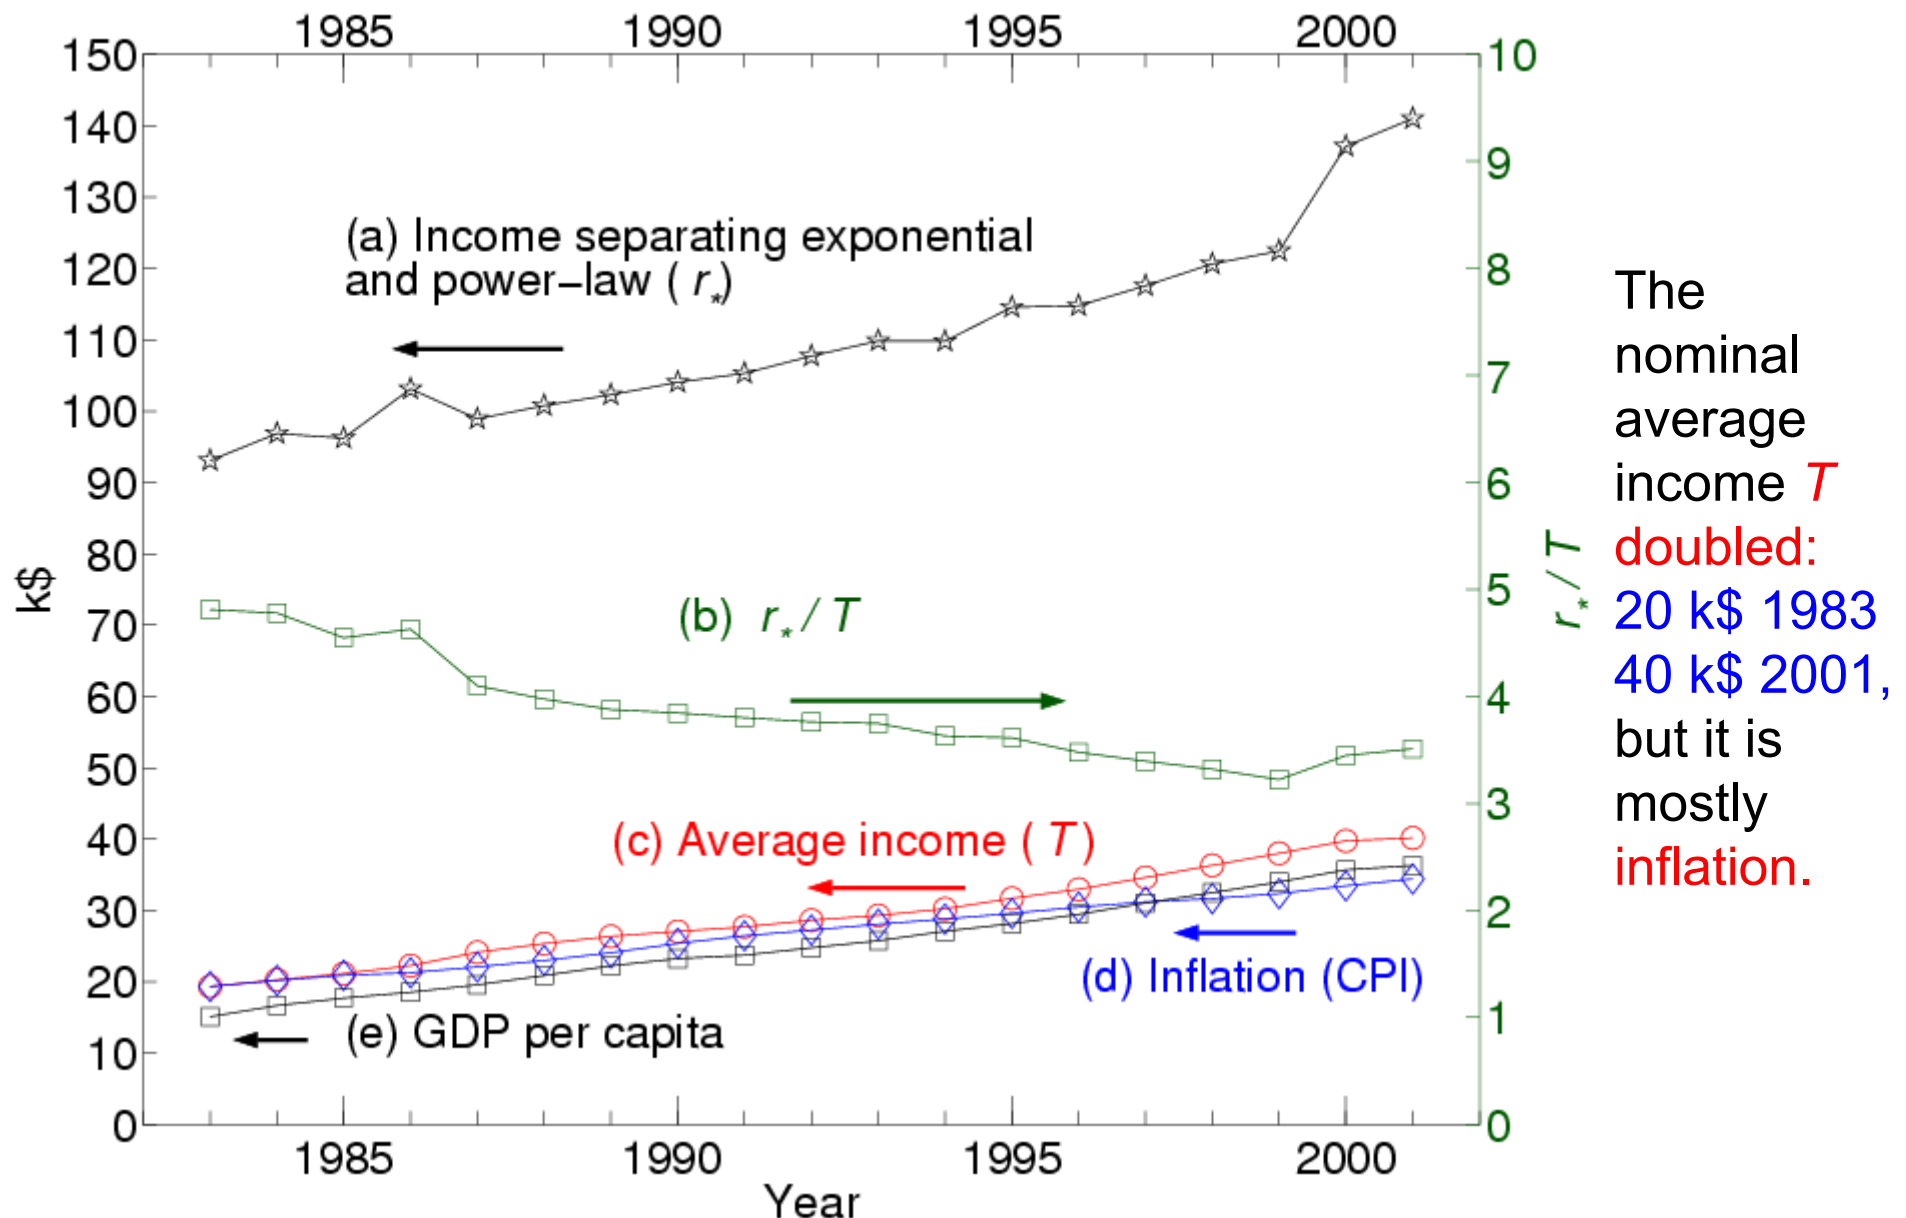 1985 1990 1995 2000
150
140
130
120
110
100
90
80
70
60
50
40
30
20
10
0
k$
(a) Income separating exponential
and power–law ( r*)
(b) r* / T
(c) Average income ( T )
(d) Inflation (CPI)
(e) GDP per capita
10
9
8
7
6
5
4
3
2
1
0
r* / T
1985 1990 1995 2000
Year
The
nominal
average
income T
doubled:
20 k$ 1983
40 k$ 2001,
but it is
mostly
inflation.